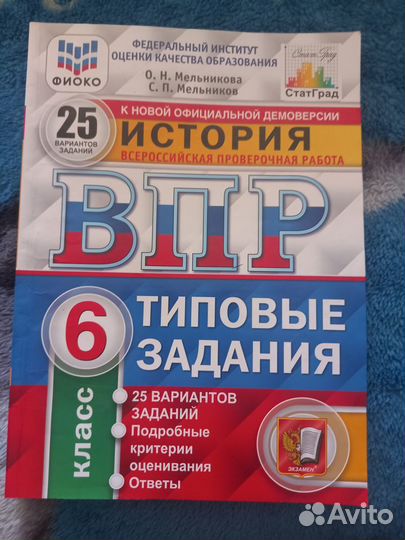 ФИОКО
ФЕДЕРАЛЬНЫЙ ИНСТИТУТ
ОЦЕНКИ КАЧЕСТВА ОБРАЗОВАНИЯ
О. Н. Мельникова
С. П. Мельников
СтатГрад
СтатГрад
25
ВАРИАНТОВ
ЗАДАНИЙ
К НОВОЙ ОФИЦИАЛЬНОЙ ДЕМОВЕРСИИ
ИСТОРИЯ
ВСЕРОССИЙСКАЯ ПРОВЕРОЧНАЯ РАБОТА
ВПР
6
класс
ТИПОВЫЕ
ЗАДАНИЯ
• 25 ВАРИАНТОВ
ЗАДАНИЙ
• Подробные
критерии
оценивания
• Ответы
ЭКЗАМЕН®
Avito